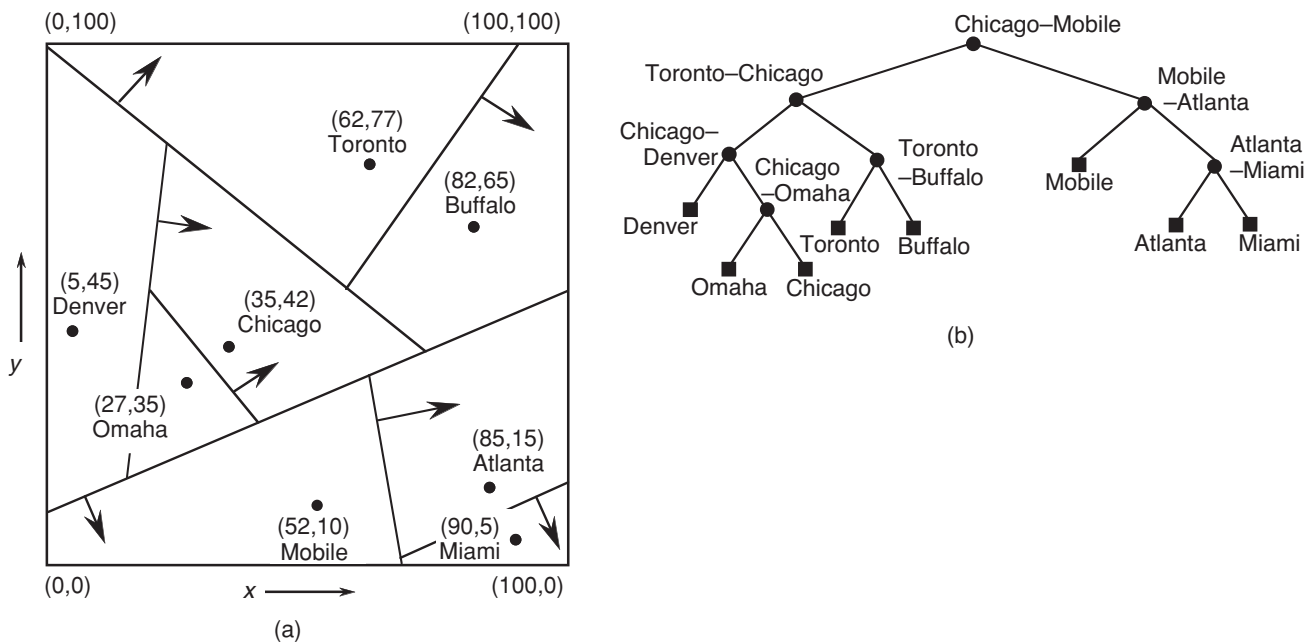 (0,100)
(100,100)
(62,77)
Toronto
(82,65)
Buffalo
(5,45)
Denver
(35,42)
Chicago
y
(27,35)
Omaha
(85,15)
Atlanta
(52,10)
Mobile
(90,5)
Miami
(0,0)
x
(100,0)
(a)
Chicago–Mobile
Toronto–Chicago
Mobile
–Atlanta
Chicago–
Denver
Toronto
–Buffalo
Atlanta
–Miami
Chicago
–Omaha
Mobile
Denver
Toronto
Buffalo
Atlanta
Miami
Omaha
Chicago
(b)